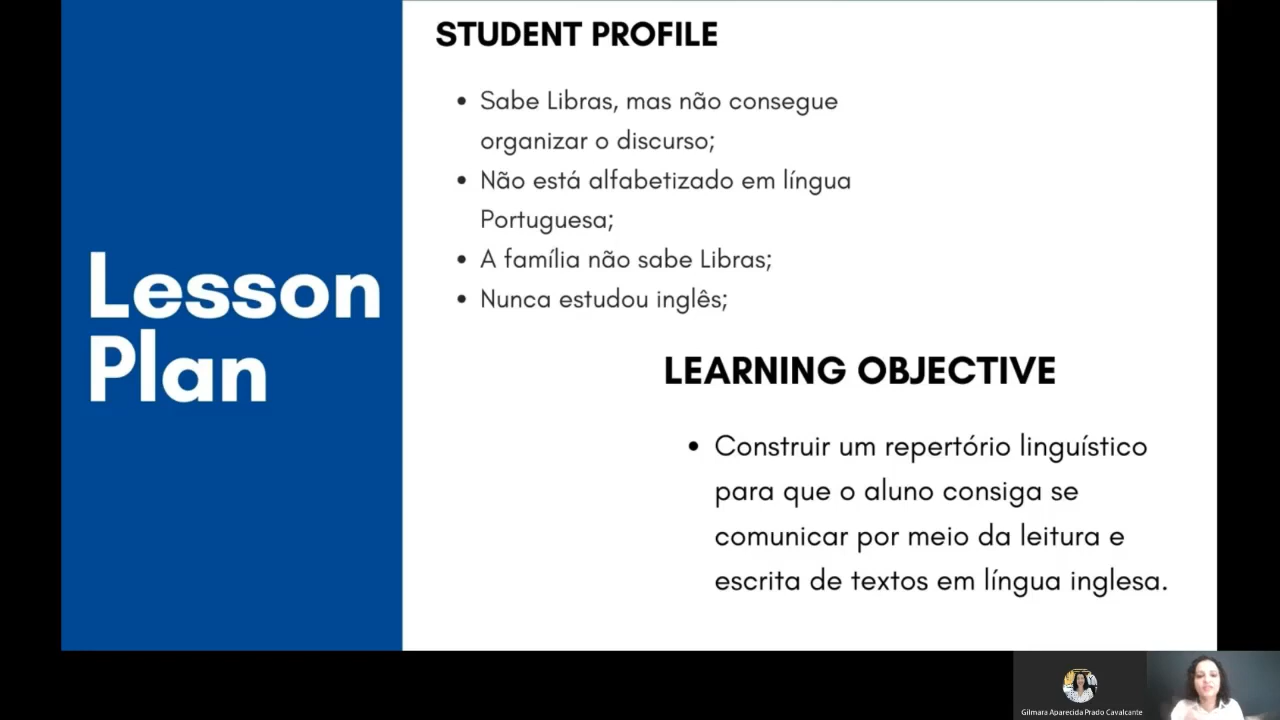 Lesson
Plan
STUDENT PROFILE
• Sabe Libras, mas não consegue
organizar o discurso;
• Não está alfabetizado em língua
Portuguesa;
• A família não sabe Libras;
• Nunca estudou inglês;
LEARNING OBJECTIVE
• Construir um repertório linguístico
para que o aluno consiga se
comunicar por meio da leitura e
escrita de textos em língua inglesa.
Gilmara Aparecida Prado Cavalcante